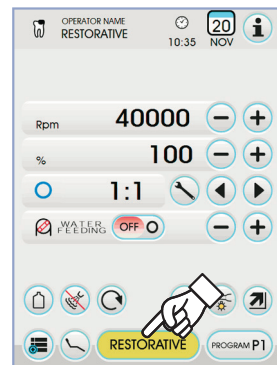 OPERATOR NAME
RESTORATIVE
10:35
20
NOV
i
Rpm 40000 - +
% 100 - +
1:1
WATER
FEEDING OFF - +
RESTORATIVE
PROGRAM P1